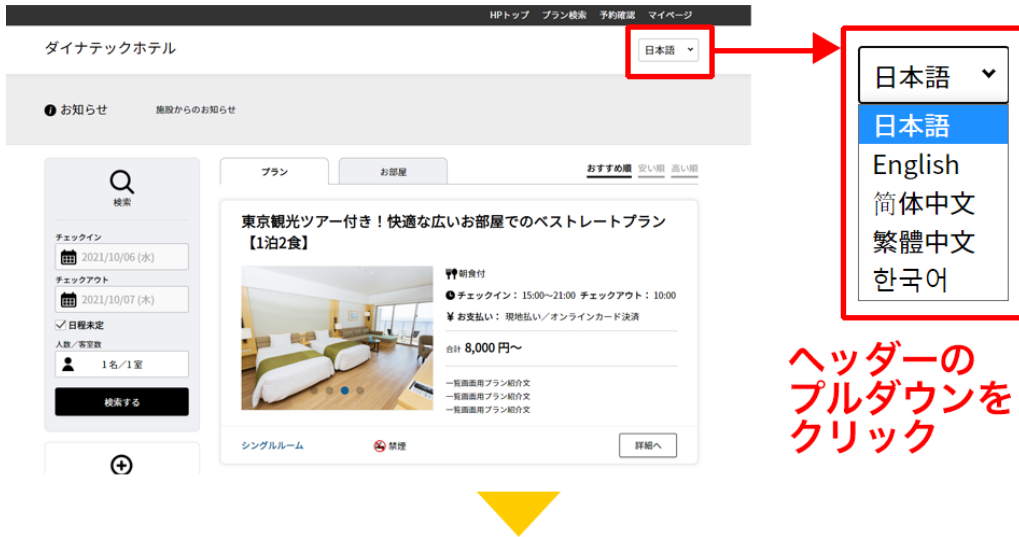 HPトップ プラン検索 予約確認 マイページ
ダイナテックホテル
日本語
お知らせ 施設からのお知らせ
検索
チェックイン
2021/10/06 (水)
チェックアウト
2021/10/07 (木)
日程未定
人数/客室数
1名/1室
検索する
プラン お部屋 おすすめ順 安い順 高い順
東京観光ツアー付き！快適な広いお部屋でのベストレートプラン
【1泊2食】
朝食付
チェックイン： 15:00～21:00 チェックアウト： 10:00
¥ お支払い： 現地払い／オンラインカード決済
合計 8,000 円～
一覧画面用プラン紹介文
一覧画面用プラン紹介文
一覧画面用プラン紹介文
シングルルーム 禁煙 詳細へ
日本語
日本語
English
简体中文
繁體中文
한국어
ヘッダーの
プルダウンを
クリック